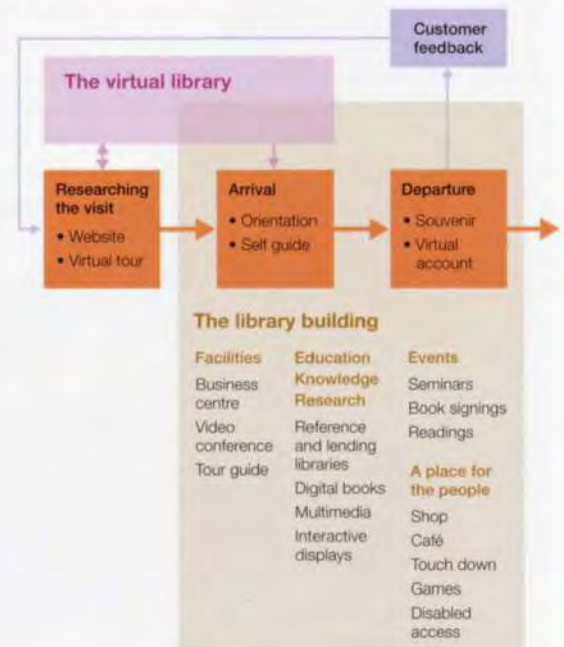 Customer
feedback
The virtual library
Researching
the visit
• Website
• Virtual tour
Arrival
• Orientation
• Self guide
Departure
• Souvenir
• Virtual
account
The library building
Facilities
Business
centre
Video
conference
Tour guide
Education
Knowledge
Research
Reference
and lending
libraries
Digital books
Multimedia
Interactive
displays
Events
Seminars
Book signings
Readings
A place for
the people
Shop
Café
Touch down
Games
Disabled
access